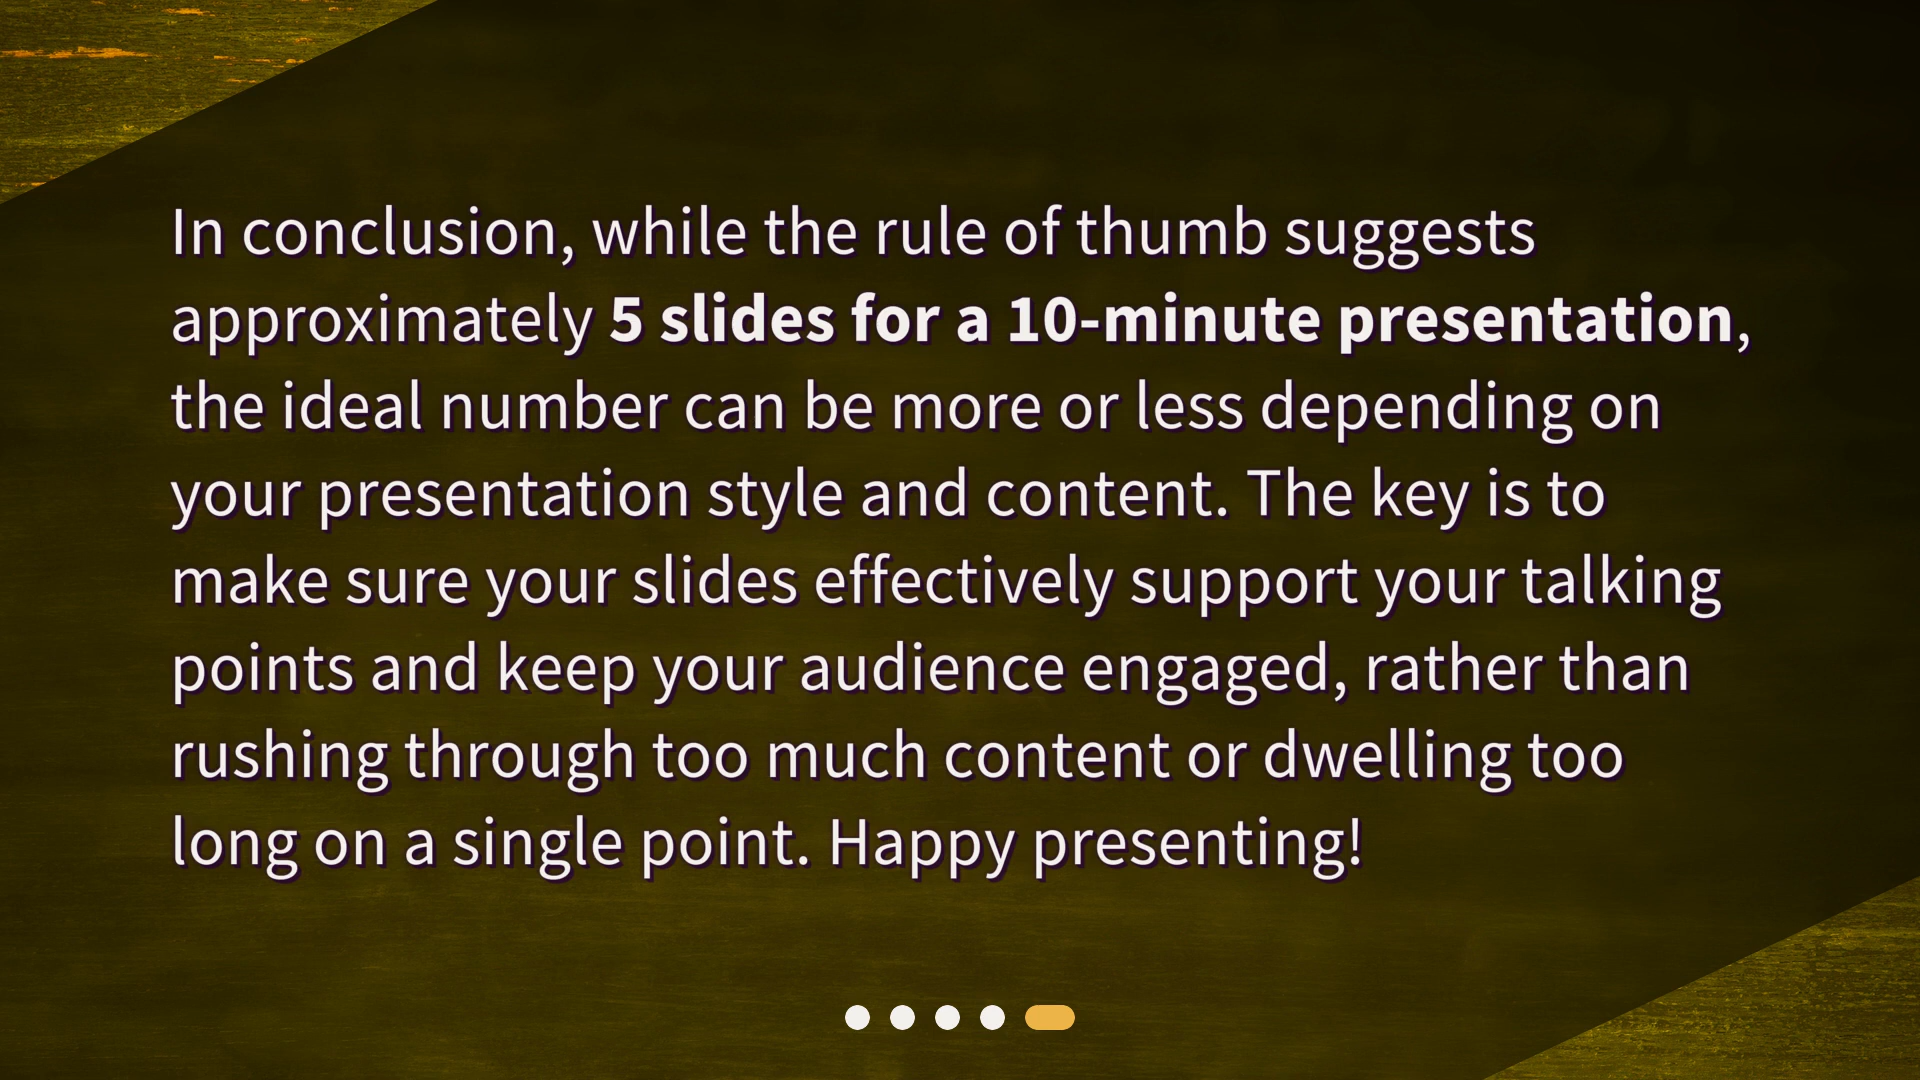 In conclusion, while the rule of thumb suggests
approximately 5 slides for a 10-minute presentation,
the ideal number can be more or less depending on
your presentation style and content. The key is to
make sure your slides effectively support your talking
points and keep your audience engaged, rather than
rushing through too much content or dwelling too
long on a single point. Happy presenting!